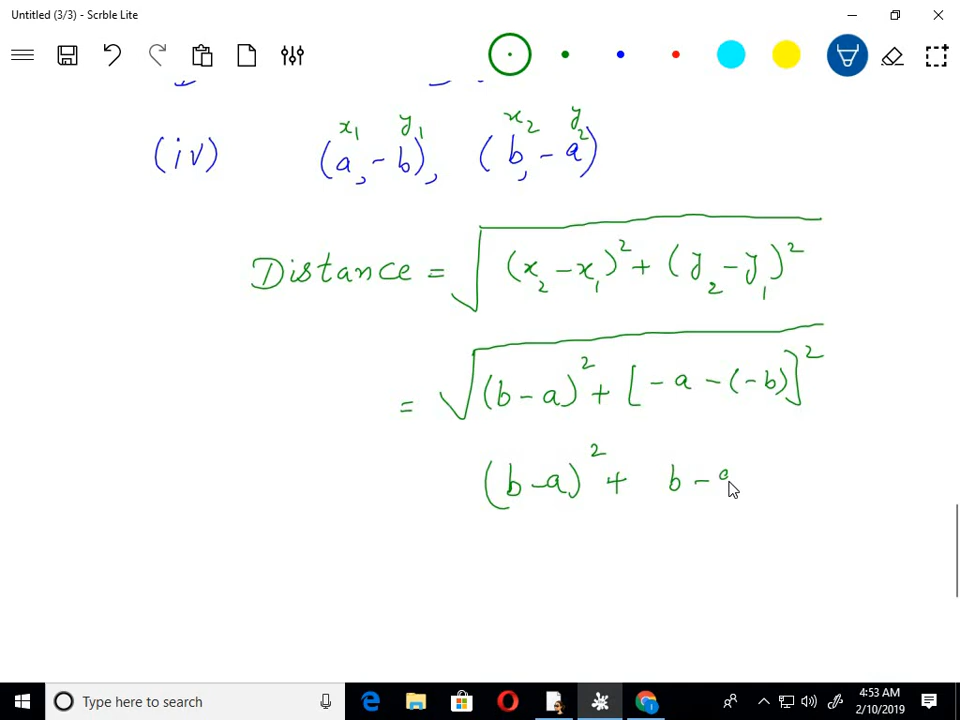 Untitled (3/3) - Scrble Lite
x₁ y₁ x₂ y₂
(iv) (a, -b), (b, -a)
Distance = √((x₂ - x₁)² + (y₂ - y₁)²)
= √((b - a)² + [-a - (-b)]²)
(b - a)² + b - a
Type here to search
4:53 AM
2/10/2019